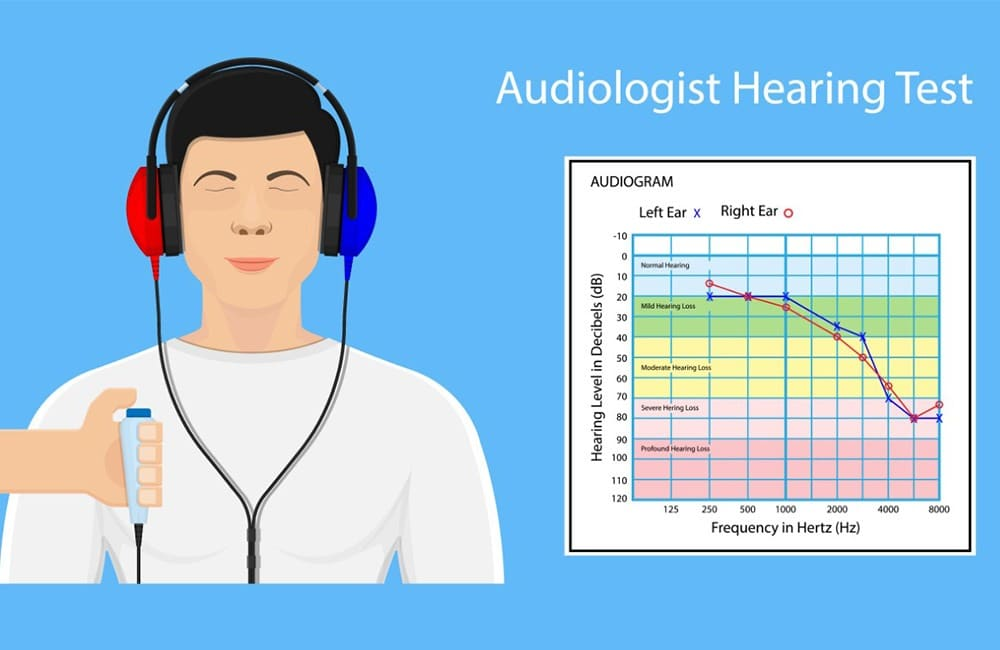 Audiologist Hearing Test
AUDIOGRAM
Left Ear x Right Ear o
-10
0
10
20
30
40
50
60
70
80
90
100
110
120
Hearing Level in Decibels (dB)
Normal Hearing
Mild Hearing Loss
Moderate Hearing Loss
Severe Hering Loss
Profound Hearing Loss
125 250 500 1000 2000 4000 8000
Frequency in Hertz (Hz)